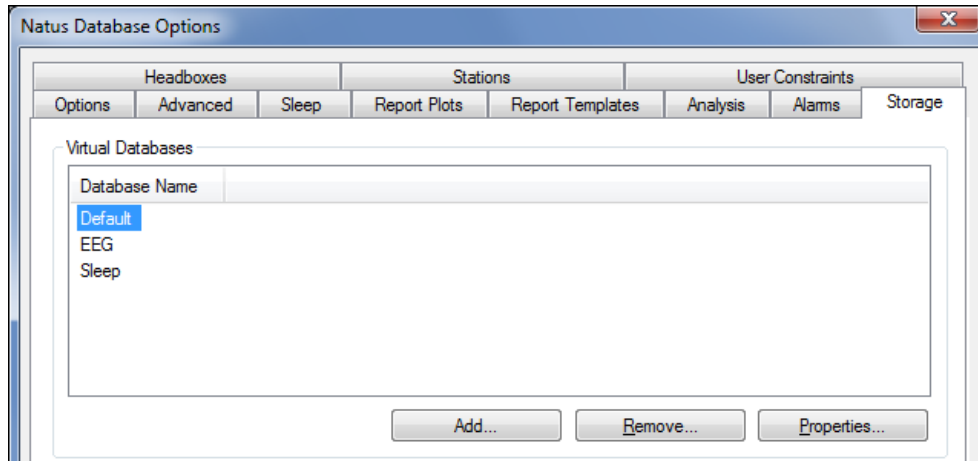 Natus Database Options
Headboxes Stations User Constraints
Options Advanced Sleep Report Plots Report Templates Analysis Alarms Storage
Virtual Databases
Database Name
Default
EEG
Sleep
Add... Remove... Properties...